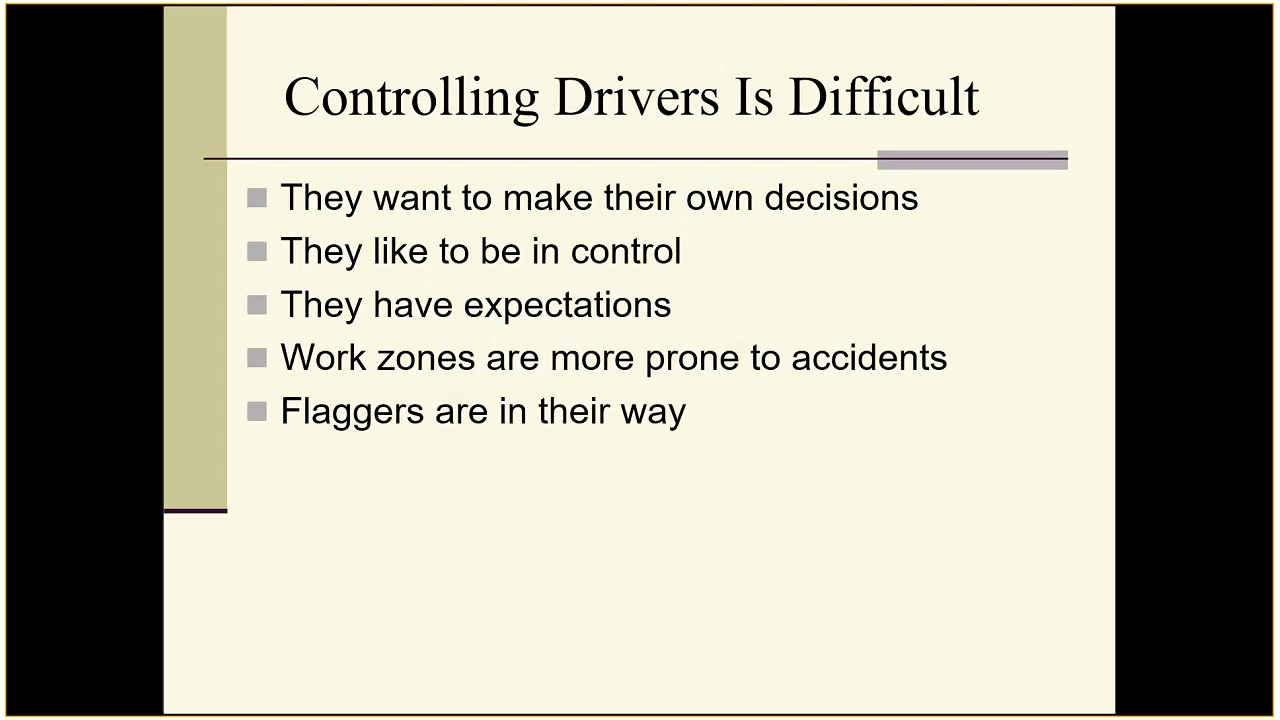 Controlling Drivers Is Difficult
They want to make their own decisions
They like to be in control
They have expectations
Work zones are more prone to accidents
Flaggers are in their way